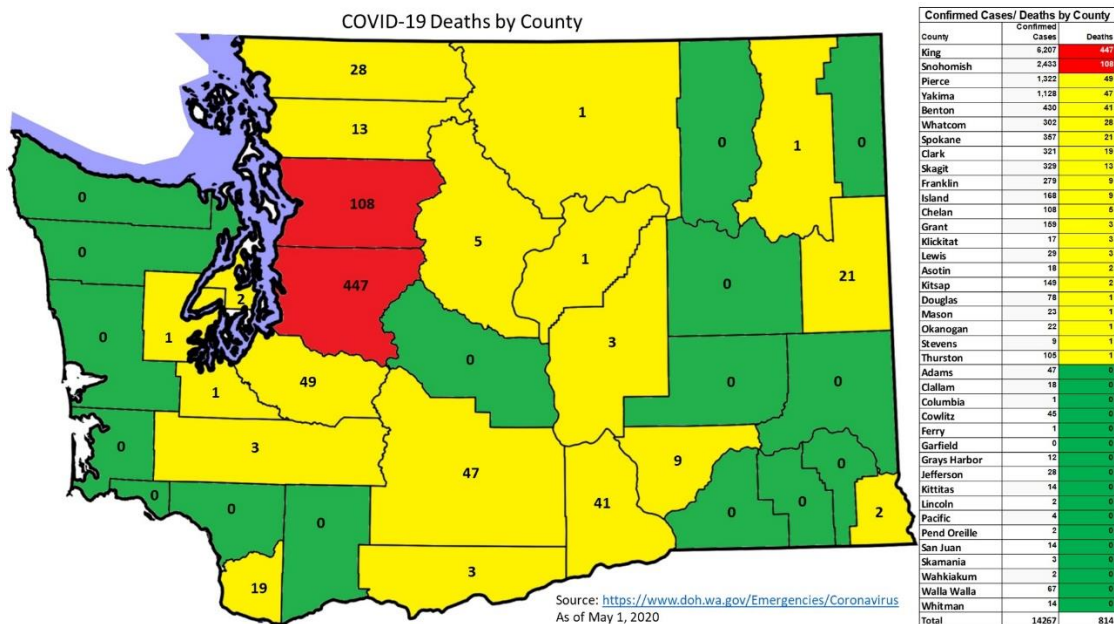 COVID-19 Deaths by County
28
1
0
1
0
13
0
108
5
0
1
0
21
447
2
1
0
3
0
49
1
0
0
3
47
9
0
0
0
41
0
0
0
2
0
3
19
Source: https://www.doh.wa.gov/Emergencies/Coronavirus
As of May 1, 2020
Confirmed Cases/ Deaths by County
County Confirmed Cases Deaths
King 6,207 447
Snohomish 2,433 108
Pierce 1,322 49
Yakima 1,128 47
Benton 430 41
Whatcom 302 28
Spokane 357 21
Clark 321 19
Skagit 329 13
Franklin 279 9
Island 168 9
Chelan 108 5
Grant 159 3
Klickitat 17 3
Lewis 29 3
Asotin 18 2
Kitsap 149 2
Douglas 78 1
Mason 23 1
Okanogan 22 1
Stevens 9 1
Thurston 105 1
Adams 47 0
Clallam 18 0
Columbia 1 0
Cowlitz 45 0
Ferry 1 0
Garfield 0 0
Grays Harbor 12 0
Jefferson 28 0
Kittitas 14 0
Lincoln 2 0
Pacific 4 0
Pend Oreille 2 0
San Juan 14 0
Skamania 3 0
Wahkiakum 2 0
Walla Walla 67 0
Whitman 14 0
Total 14267 814